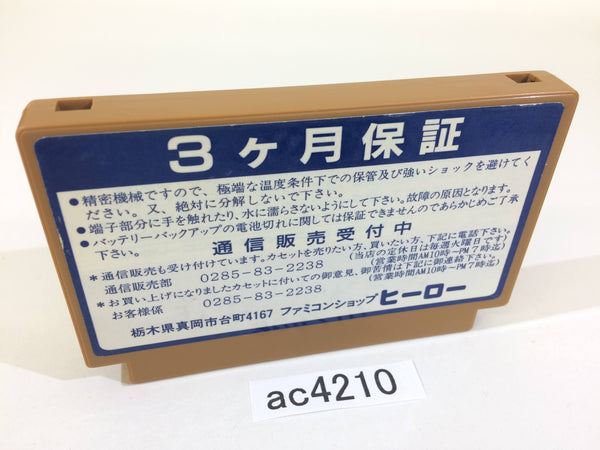 3ヶ月保証
●精密機械ですので、極端な温度条件下での保管及び強いショックを避けてく
ださい。又、絶対に分解しないで下さい。
●端子部分に手を触れたり、水に濡らさないようにして下さい。故障の原因となります。
●バッテリーバックアップの電池切れに関しては保証できませんのであらかじめご了承
下さい。
通信販売受付中
＊通信販売も受け付けています。カセットを売りたい方、買いたい方、下記に電話下さい。
(当店の定休日は毎週火曜日です)
通信販売部 0285-83-2238 (営業時間AM10時〜PM7時迄)
＊お買い上げになりましたカセットに付いての御意見、御苦情は下記に御連絡下さい。
お客様係 0285-83-2238 (営業時間AM10時〜PM7時迄)
栃木県真岡市台町4167 ファミコンショップ ヒーロー
ac4210